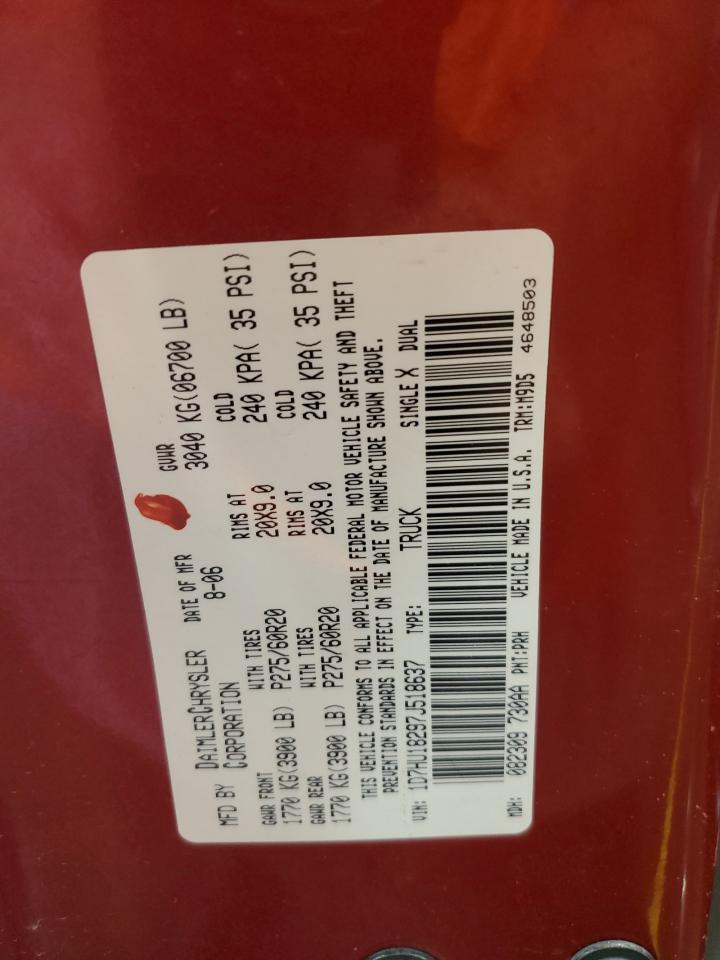 MFD BY DAIMLERCHRYSLER CORPORATION DATE OF MFR 8-06 GVWR 3040 KG(06700 LB)
GAWR FRONT WITH TIRES RIMS AT COLD
1770 KG(3900 LB) P275/60R20 20X9.0 240 KPA( 35 PSI)
GAWR REAR WITH TIRES RIMS AT COLD
1770 KG(3900 LB) P275/60R20 20X9.0 240 KPA( 35 PSI)
THIS VEHICLE CONFORMS TO ALL APPLICABLE FEDERAL MOTOR VEHICLE SAFETY AND THEFT
PREVENTION STANDARDS IN EFFECT ON THE DATE OF MANUFACTURE SHOWN ABOVE.
VIN: 1D7HU18297J518637 TYPE: TRUCK SINGLE X DUAL
MDH: 082309 730AA PNT:PRH VEHICLE MADE IN U.S.A. TRM:M9D5
4648503